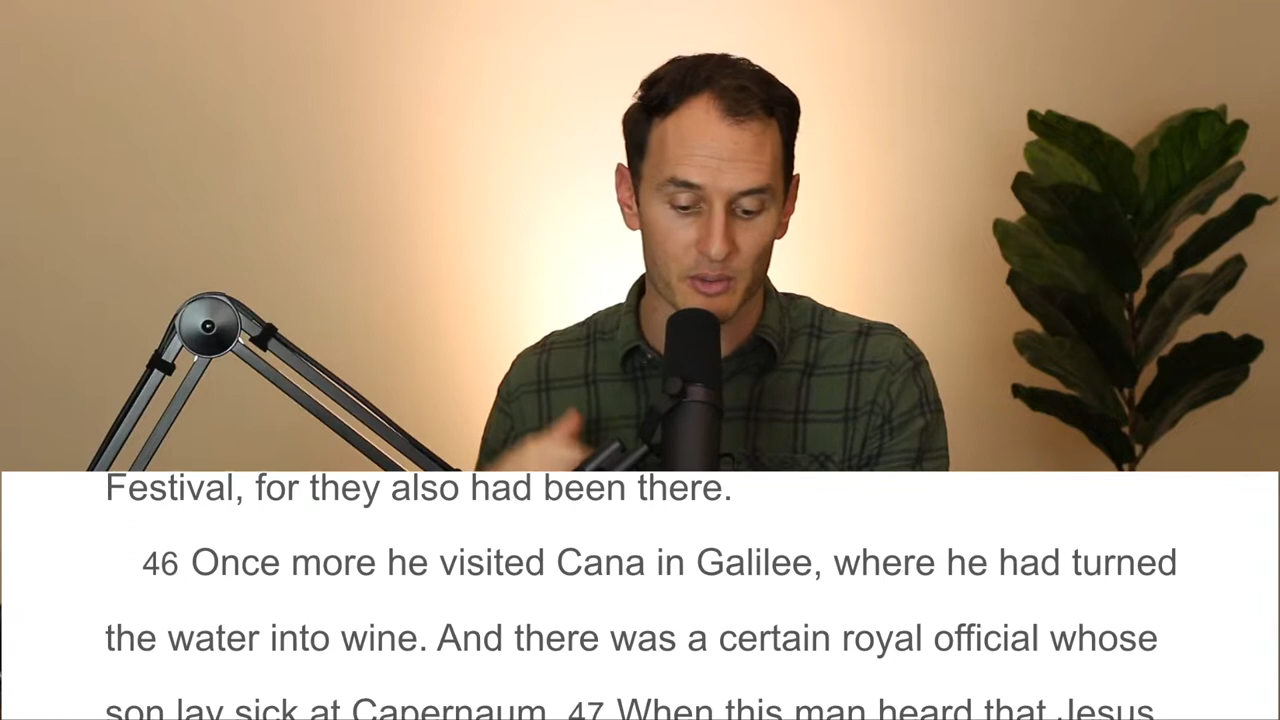 Festival, for they also had been there.
46 Once more he visited Cana in Galilee, where he had turned
the water into wine. And there was a certain royal official whose
son lay sick at Capernaum. 47 When this man heard that Jesus